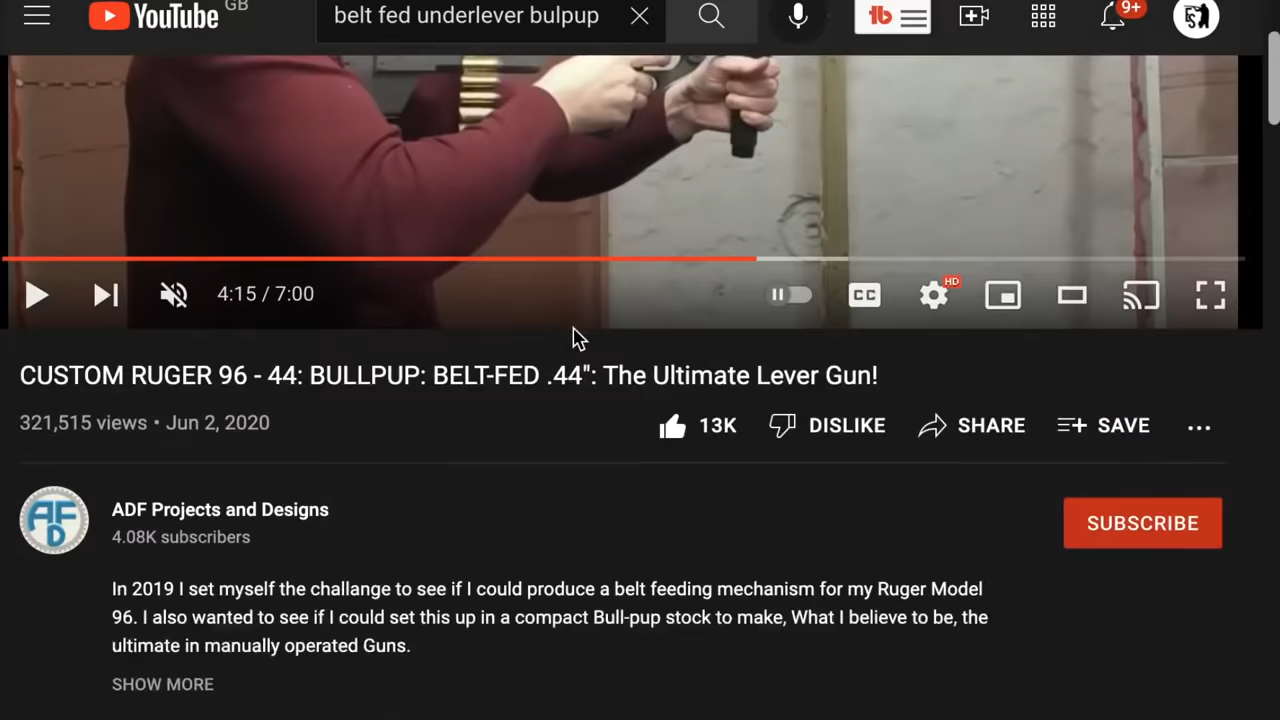 YouTube GB
belt fed underlever bulpup
9+
4:15 / 7:00
CC
HD
CUSTOM RUGER 96 - 44: BULLPUP: BELT-FED .44": The Ultimate Lever Gun!
321,515 views • Jun 2, 2020
13K DISLIKE SHARE SAVE
AFD
ADF Projects and Designs
4.08K subscribers
SUBSCRIBE
In 2019 I set myself the challange to see if I could produce a belt feeding mechanism for my Ruger Model
96. I also wanted to see if I could set this up in a compact Bull-pup stock to make, What I believe to be, the
ultimate in manually operated Guns.
SHOW MORE